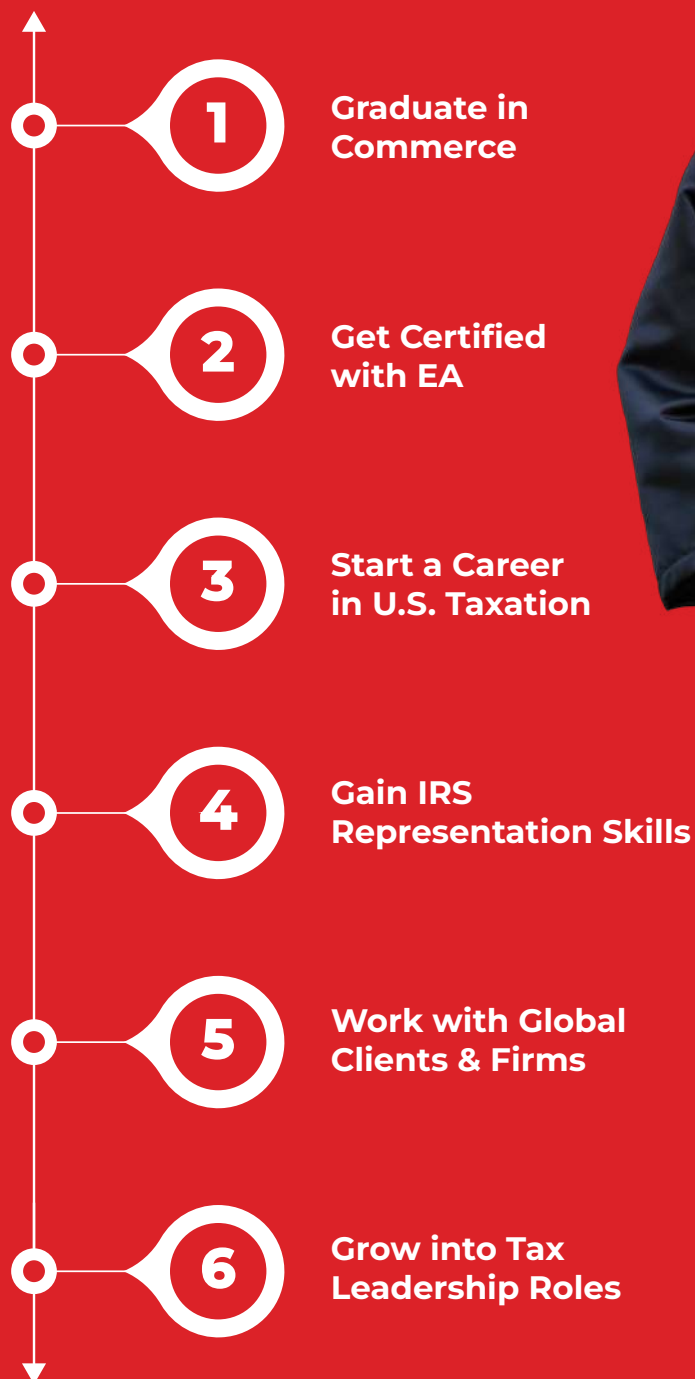 1
Graduate in
Commerce
2
Get Certified
with EA
3
Start a Career
in U.S. Taxation
4
Gain IRS
Representation Skills
5
Work with Global
Clients & Firms
6
Grow into Tax
Leadership Roles